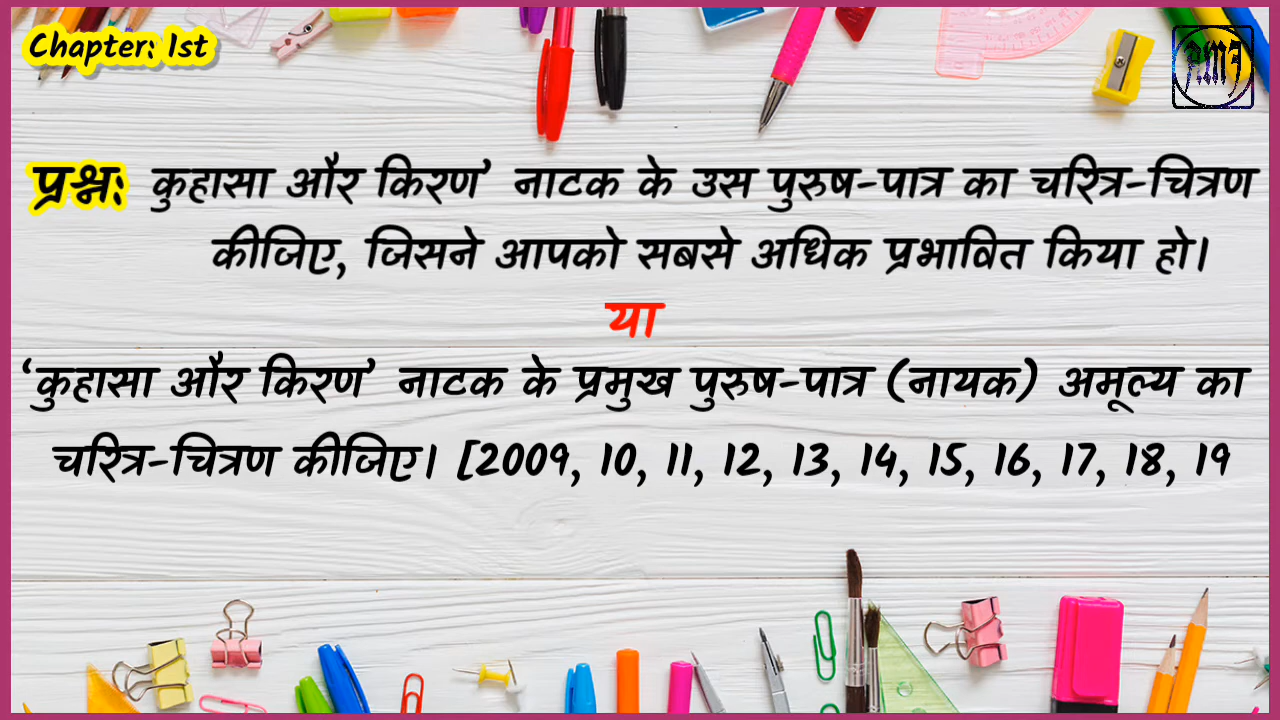 Chapter: 1st
प्रश्न: कुहासा और किरण’ नाटक के उस पुरुष-पात्र का चरित्र-चित्रण
कीजिए, जिसने आपको सबसे अधिक प्रभावित किया हो।
या
‘कुहासा और किरण’ नाटक के प्रमुख पुरुष-पात्र (नायक) अमूल्य का
चरित्र-चित्रण कीजिए। [2009, 10, 11, 12, 13, 14, 15, 16, 17, 18, 19